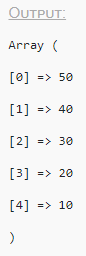 OUTPUT:
Array (
[0] => 50
[1] => 40
[2] => 30
[3] => 20
[4] => 10
)